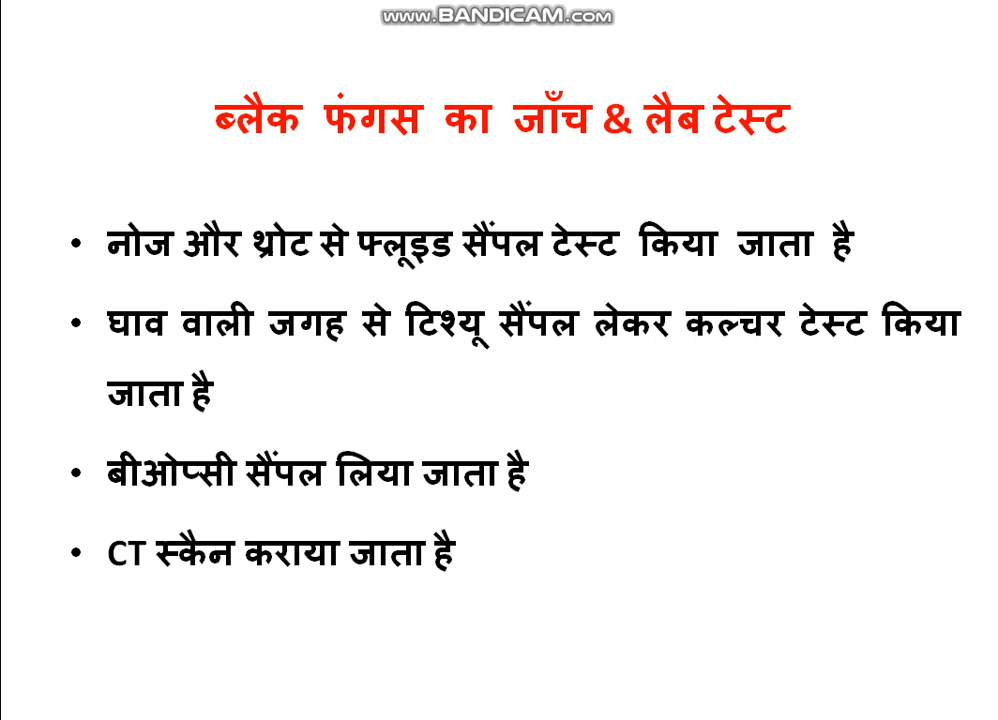 www.BANDICAM.com
ब्लैक फंगस का जाँच & लैब टेस्ट
• नोज और थ्रोट से फ्लूइड सैंपल टेस्ट किया जाता है
• घाव वाली जगह से टिश्यू सैंपल लेकर कल्चर टेस्ट किया
जाता है
• बीओप्सी सैंपल लिया जाता है
• CT स्कैन कराया जाता है